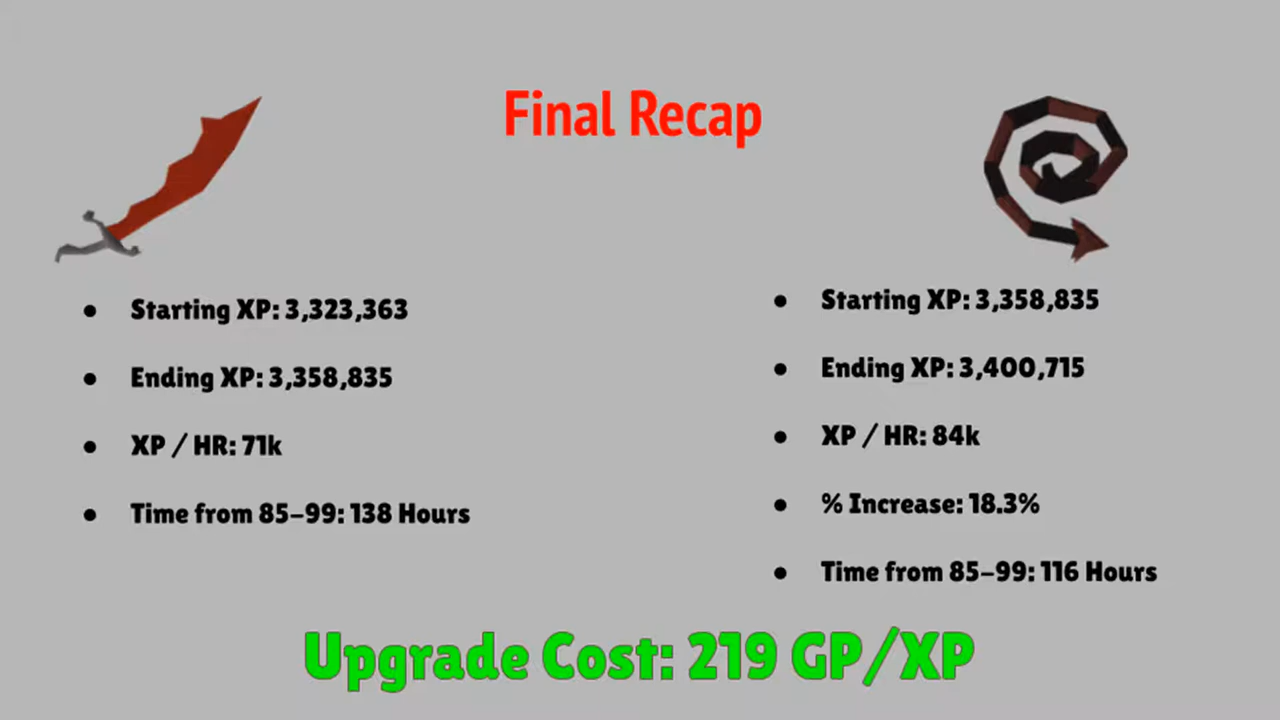 Final Recap
● Starting XP: 3,323,363
● Ending XP: 3,358,835
● XP / HR: 71k
● Time from 85-99: 138 Hours
● Starting XP: 3,358,835
● Ending XP: 3,400,715
● XP / HR: 84k
● % Increase: 18.3%
● Time from 85-99: 116 Hours
Upgrade Cost: 219 GP/XP